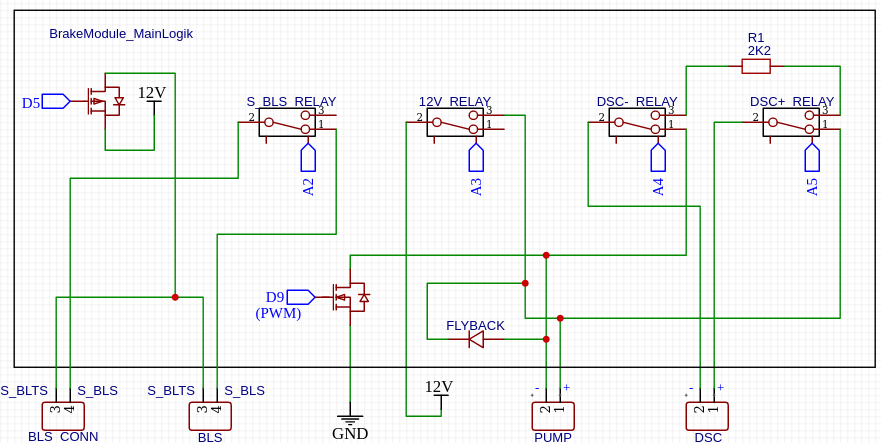 BrakeModule_MainLogik
R1
2K2
D5
12V
S_BLS_RELAY
12V_RELAY
DSC-_RELAY
DSC+_RELAY
2 3 1
2 3 1
2 3 1
2 3 1
A2
A3
A4
A5
D9
(PWM)
FLYBACK
S_BLTS
S_BLS
S_BLTS
S_BLS
12V
- +
- +
3 4
3 4
2 1
2 1
BLS_CONN
BLS
GND
PUMP
DSC